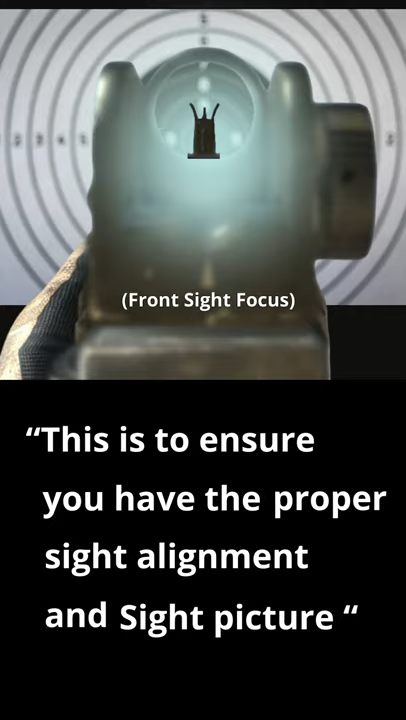 (Front Sight Focus)
“This is to ensure
you have the proper
sight alignment
and Sight picture “